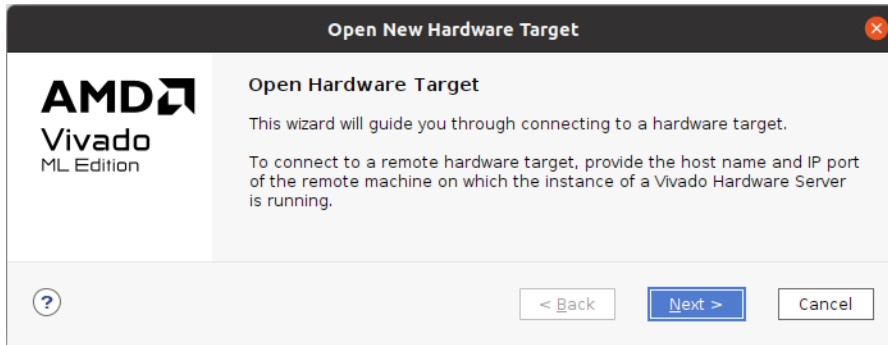 Open New Hardware Target
AMD
Vivado
ML Edition
Open Hardware Target
This wizard will guide you through connecting to a hardware target.
To connect to a remote hardware target, provide the host name and IP port
of the remote machine on which the instance of a Vivado Hardware Server
is running.
?
< Back
Next >
Cancel